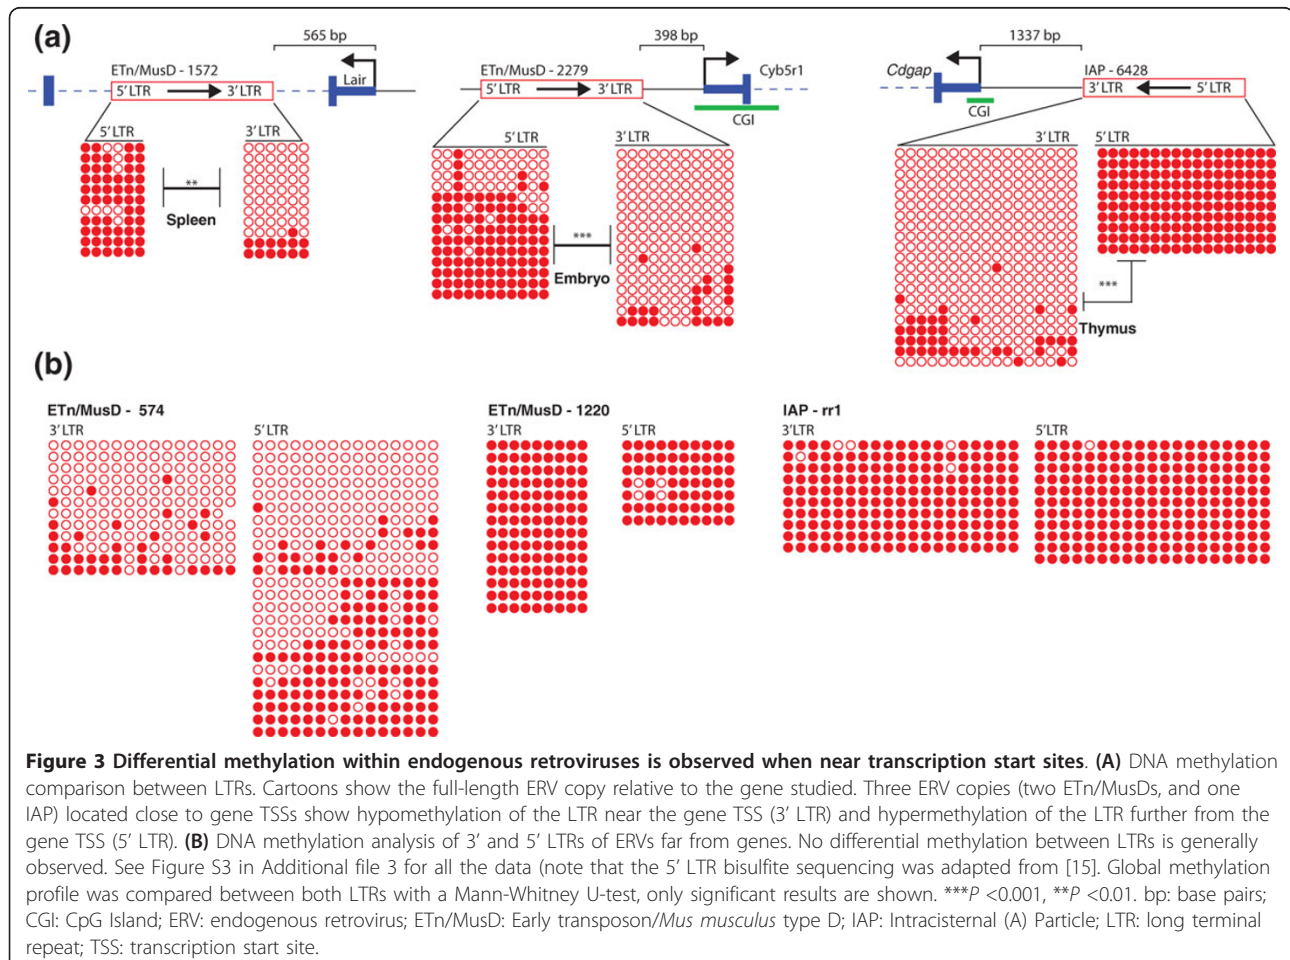 (a)
565 bp
ETn/MusD - 1572
Lair
5' LTR 3' LTR
5' LTR
3' LTR
**
Spleen
398 bp
ETn/MusD - 2279
Cyb5r1
5' LTR 3' LTR
CGI
5' LTR
3' LTR
***
Embryo
1337 bp
Cdgap
IAP - 6428
3' LTR 5' LTR
CGI
3' LTR
5' LTR
***
Thymus
(b)
ETn/MusD - 574
3' LTR
5' LTR
ETn/MusD - 1220
3' LTR
5' LTR
IAP - rr1
3'LTR
5'LTR
Figure 3 Differential methylation within endogenous retroviruses is observed when near transcription start sites. (A) DNA methylation
comparison between LTRs. Cartoons show the full-length ERV copy relative to the gene studied. Three ERV copies (two ETn/MusDs, and one
IAP) located close to gene TSSs show hypomethylation of the LTR near the gene TSS (3' LTR) and hypermethylation of the LTR further from the
gene TSS (5' LTR). (B) DNA methylation analysis of 3' and 5' LTRs of ERVs far from genes. No differential methylation between LTRs is generally
observed. See Figure S3 in Additional file 3 for all the data (note that the 5' LTR bisulfite sequencing was adapted from [15]. Global methylation
profile was compared between both LTRs with a Mann-Whitney U-test, only significant results are shown. ***P <0.001, **P <0.01. bp: base pairs;
CGI: CpG Island; ERV: endogenous retrovirus; ETn/MusD: Early transposon/Mus musculus type D; IAP: Intracisternal (A) Particle; LTR: long terminal
repeat; TSS: transcription start site.